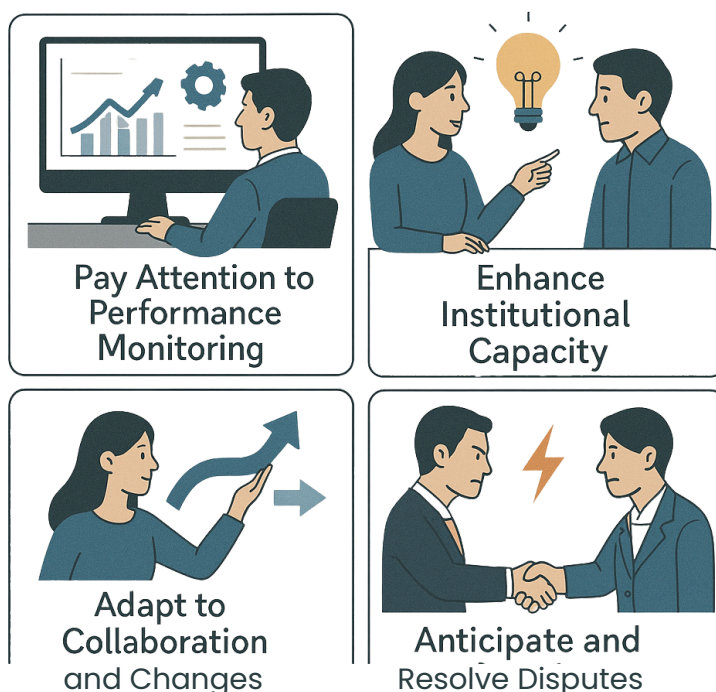 Pay Attention to
Performance
Monitoring
Enhance
Institutional
Capacity
Adapt to
Collaboration
and Changes
Anticipate and
Resolve Disputes